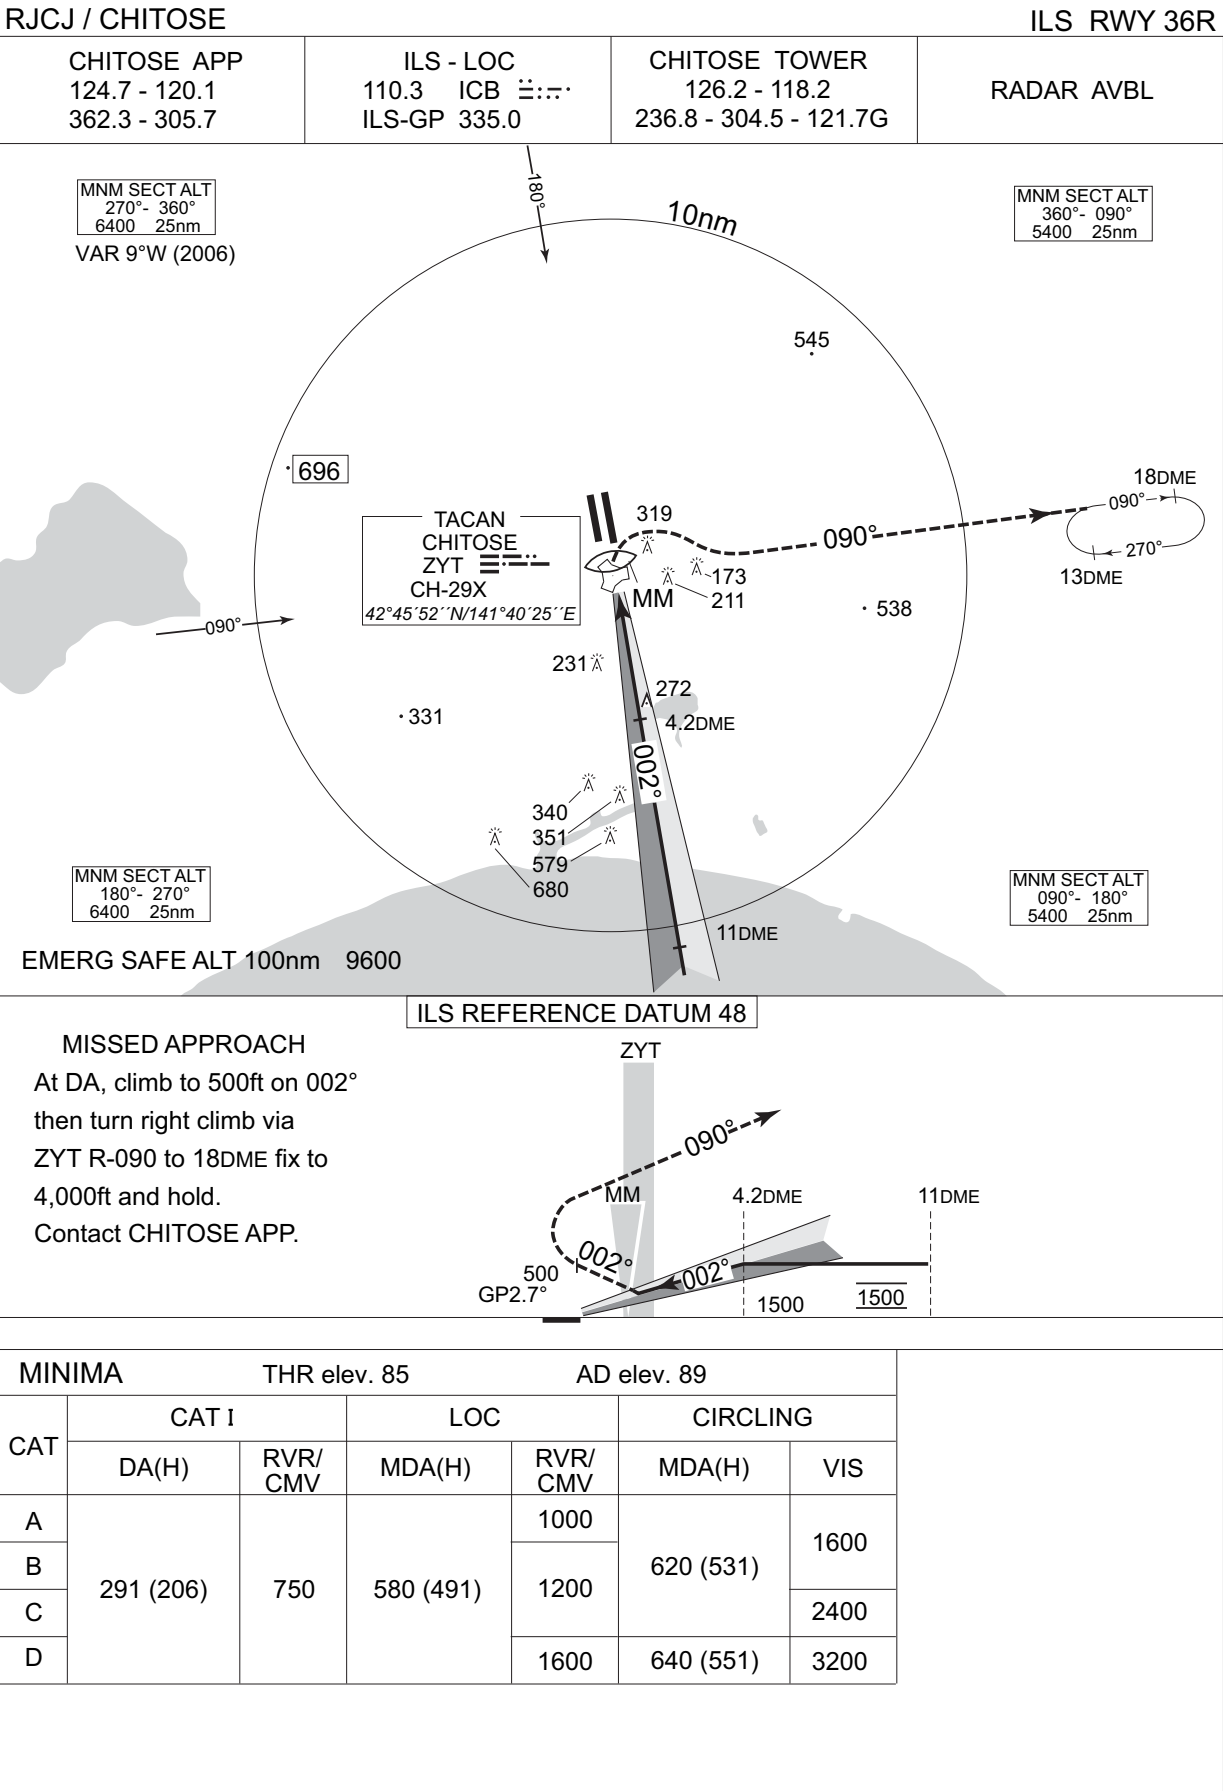 RJCJ / CHITOSE
ILS RWY 36R
CHITOSE APP
124.7 - 120.1
362.3 - 305.7
ILS - LOC
110.3 ICB
ILS-GP 335.0
CHITOSE TOWER
126.2 - 118.2
236.8 - 304.5 - 121.7G
RADAR AVBL
MNM SECT ALT
270°- 360°
6400 25nm
VAR 9°W (2006)
180°
10nm
MNM SECT ALT
360°- 090°
5400 25nm
545
696
TACAN
CHITOSE
ZYT
CH-29X
42°45´52´´N/141°40´25´´E
319
090°
18DME
090°
270°
13DME
173
211
MM
538
090°
231
272
4.2DME
331
002°
340
351
579
680
MNM SECT ALT
180°- 270°
6400 25nm
MNM SECT ALT
090°- 180°
5400 25nm
11DME
EMERG SAFE ALT 100nm 9600
ILS REFERENCE DATUM 48
MISSED APPROACH
At DA, climb to 500ft on 002°
then turn right climb via
ZYT R-090 to 18DME fix to
4,000ft and hold.
Contact CHITOSE APP.
ZYT
090°
MM
4.2DME
11DME
002°
500
GP2.7°
002°
1500
1500
MINIMA THR elev. 85 AD elev. 89
CAT
CAT I
LOC
CIRCLING
DA(H)
RVR/
CMV
MDA(H)
RVR/
CMV
MDA(H)
VIS
A
B
C
D
291 (206)
750
580 (491)
1000
1200
1600
620 (531)
640 (551)
1600
2400
3200